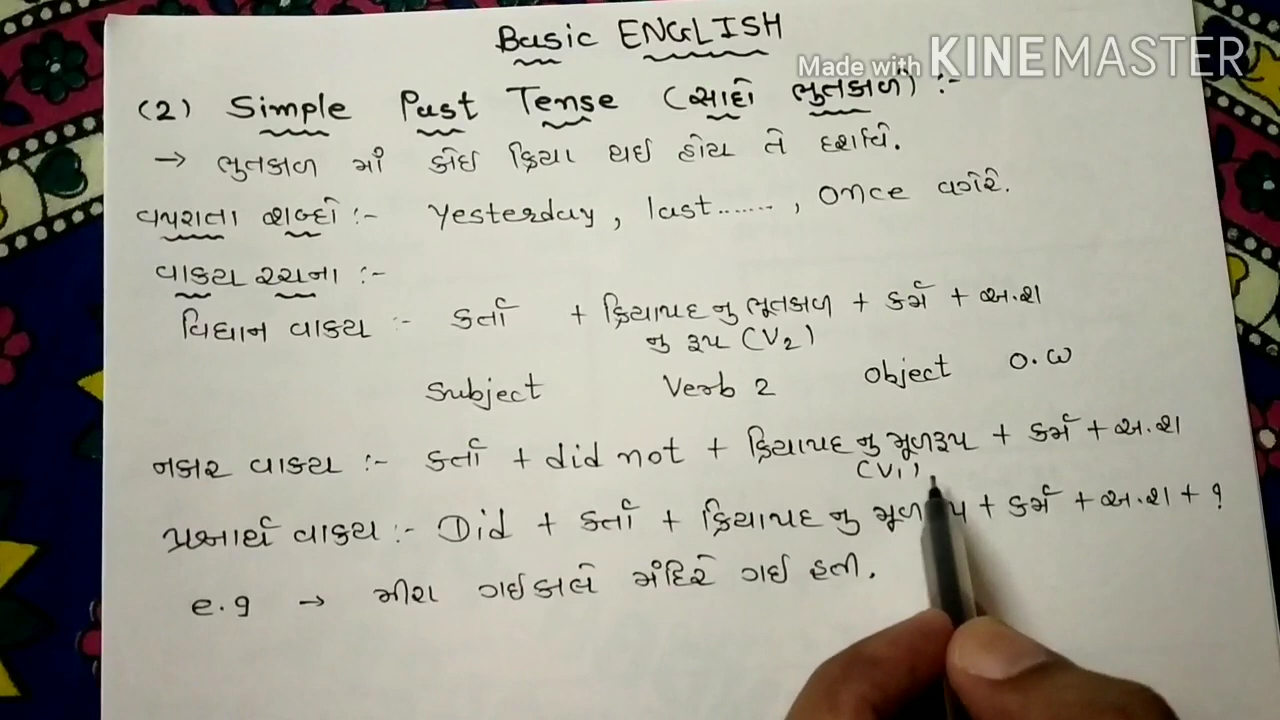 Basic ENGLISH
Made with KINEMASTER
(2) Simple Past Tense (સાદો ભુતકાળ) :-
→ ભુતકાળ માં કોઈ ક્રિયા થઈ હોય તે દર્શાવે.
વપરાતા શબ્દો :- Yesterday, last......., once વગેરે.
વાક્ય રચના :-
વિધાન વાક્ય :- કર્તા + ક્રિયાપદ નુ ભૂતકાળ + કર્મ + અ.શ
નુ રૂપ (V2)
Subject Verb 2 Object O.W
નકાર વાક્ય :- કર્તા + did not + ક્રિયાપદ નુ મૂળરૂપ + કર્મ + અ.શ
(V1)
પ્રશ્નાર્થ વાક્ય :- Did + કર્તા + ક્રિયાપદ નુ + કર્મ + અ.શ + ?
e.g → મીરા ગઈકાલે મંદિરે ગઈ હતી.